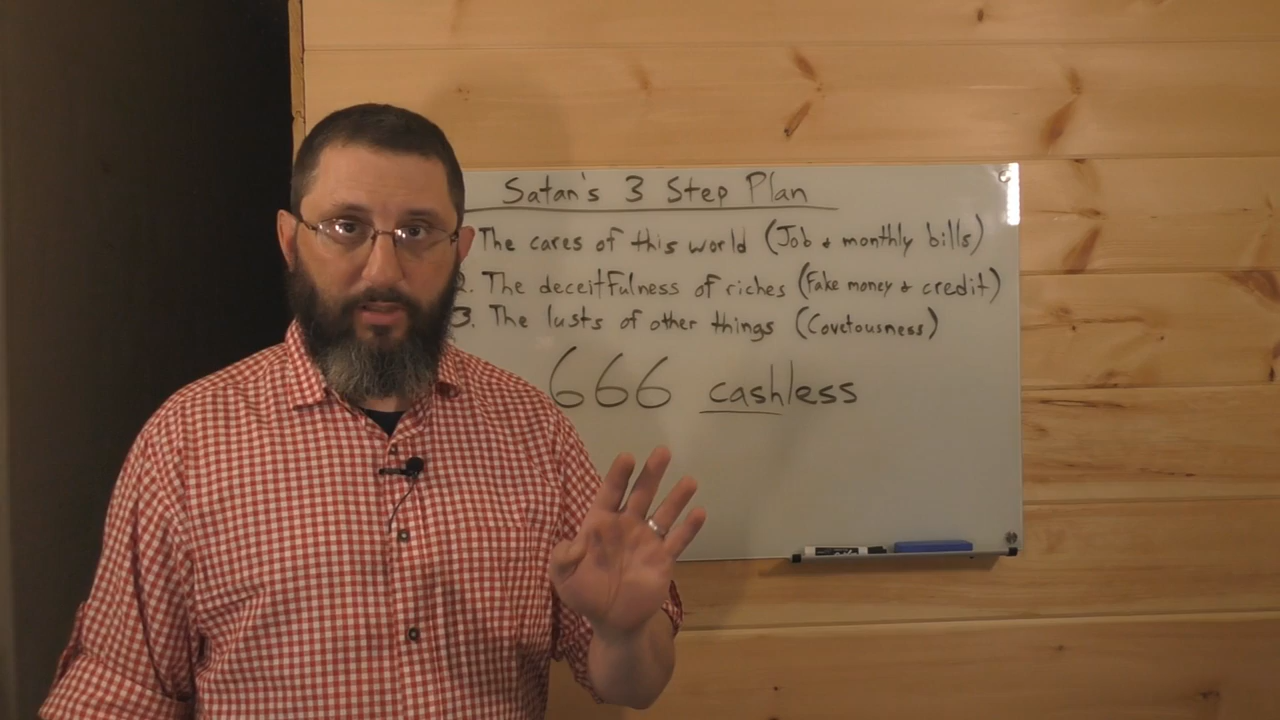 Satan's 3 Step Plan
The cares of this world (Job & monthly bills)
2. The deceitfulness of riches (Fake money & credit)
3. The lusts of other things (Covetousness)
666 cashless